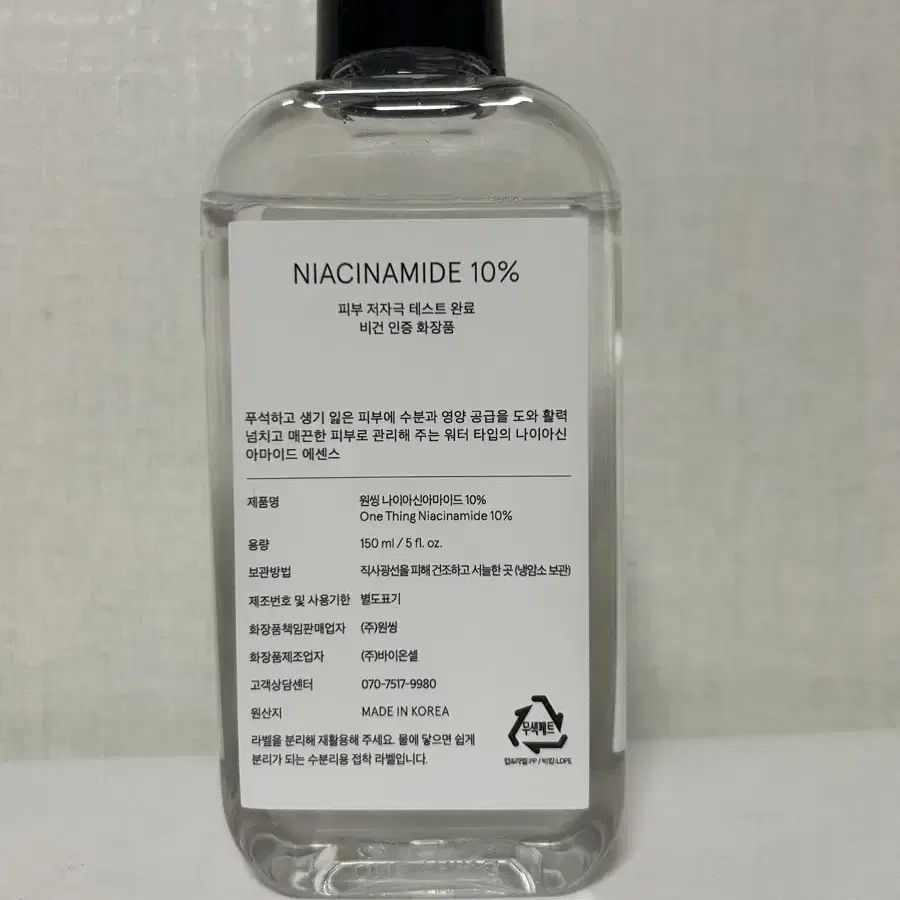 NIACINAMIDE 10%
피부 저자극 테스트 완료
비건 인증 화장품
푸석하고 생기 잃은 피부에 수분과 영양 공급을 도와 활력
넘치고 매끈한 피부로 관리해 주는 워터 타입의 나이아신
아마이드 에센스
제품명 원씽 나이아신아마이드 10%
One Thing Niacinamide 10%
용량 150 ml / 5 fl. oz.
보관방법 직사광선을 피해 건조하고 서늘한 곳 (냉암소 보관)
제조번호 및 사용기한 별도표기
화장품책임판매업자 (주)원씽
화장품제조업자 (주)바이온셀
고객상담센터 070-7517-9980
원산지 MADE IN KOREA
라벨을 분리해 재활용해 주세요. 물에 닿으면 쉽게
분리가 되는 수분리용 접착 라벨입니다.
무색페트
캡&라벨:PP / 박킹:LDPE